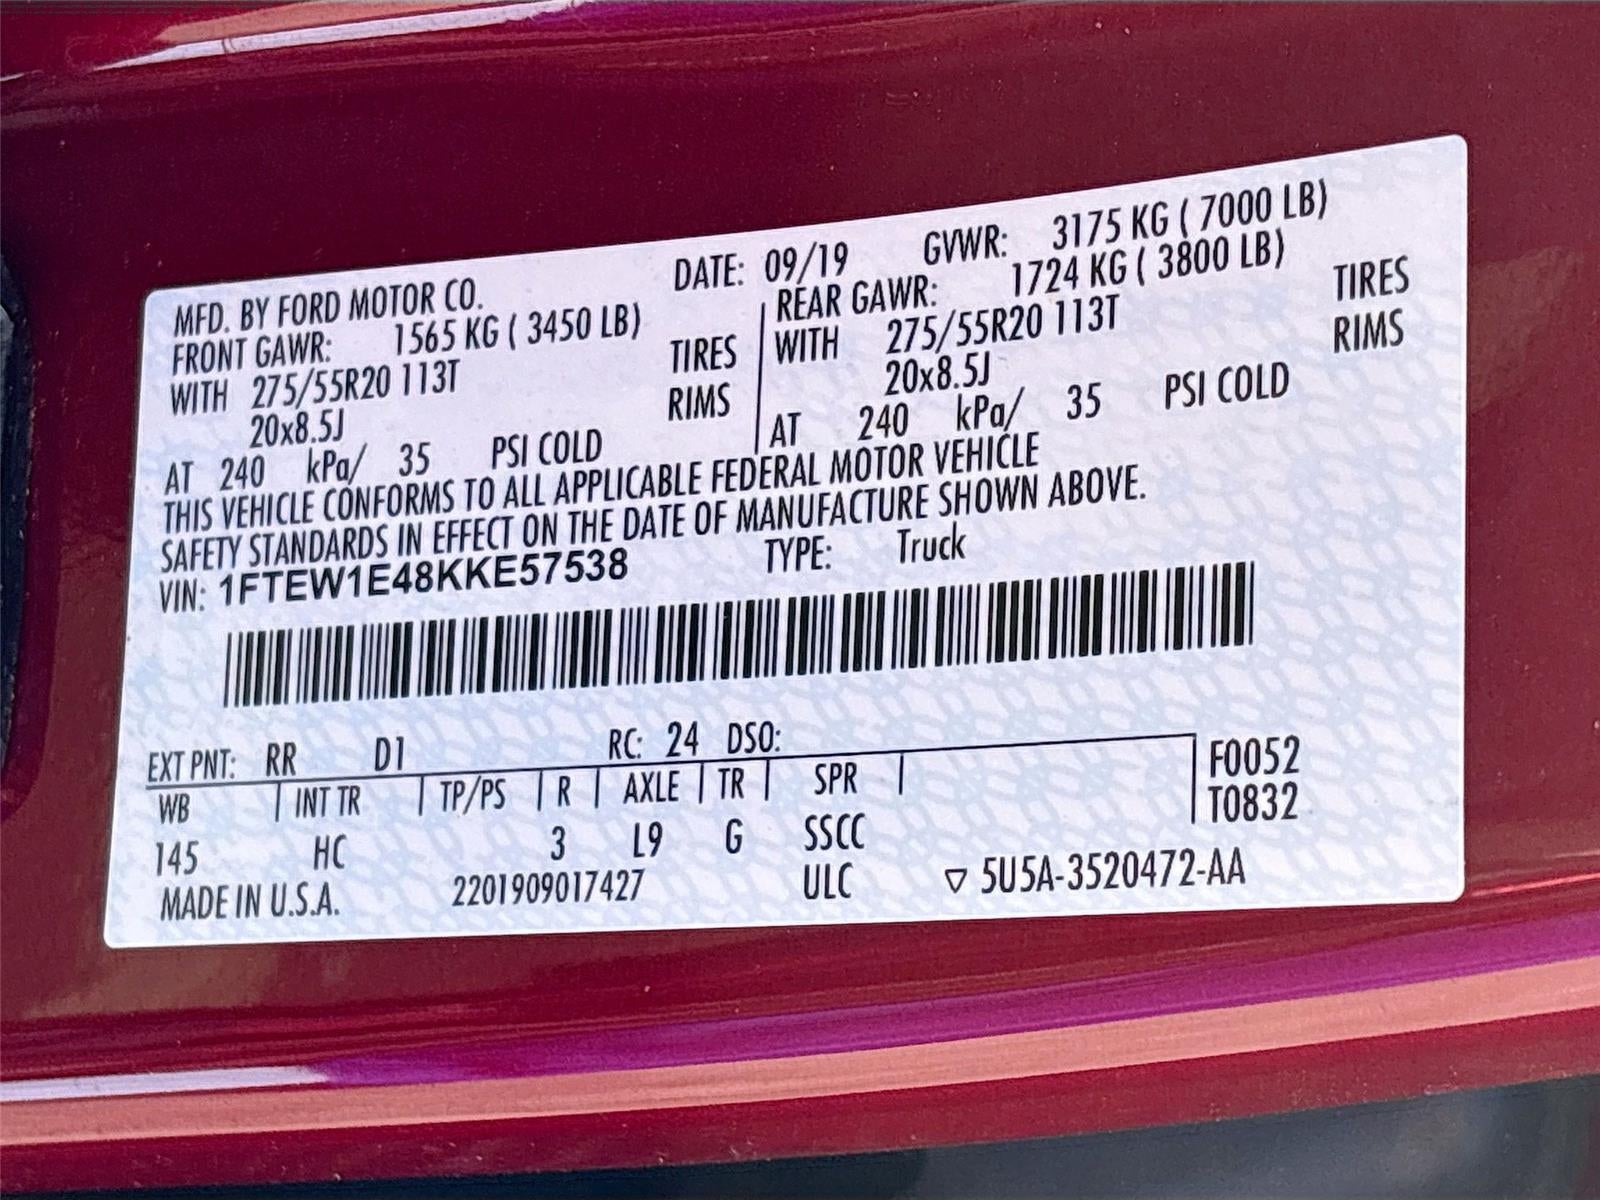 MFD. BY FORD MOTOR CO. DATE: 09/19 GVWR: 3175 KG ( 7000 LB)
FRONT GAWR: 1565 KG ( 3450 LB) REAR GAWR: 1724 KG ( 3800 LB)
WITH 275/55R20 113T TIRES WITH 275/55R20 113T TIRES
20x8.5J RIMS 20x8.5J RIMS
AT 240 kPa/ 35 PSI COLD AT 240 kPa/ 35 PSI COLD
THIS VEHICLE CONFORMS TO ALL APPLICABLE FEDERAL MOTOR VEHICLE
SAFETY STANDARDS IN EFFECT ON THE DATE OF MANUFACTURE SHOWN ABOVE.
VIN: 1FTEW1E48KKE57538 TYPE: Truck
EXT PNT: RR D1 RC: 24 DSO: F0052
WB INT TR TP/PS R AXLE TR SPR T0832
145 HC 3 L9 G SSCC
MADE IN U.S.A. 2201909017427 ULC ▽ 5U5A-3520472-AA